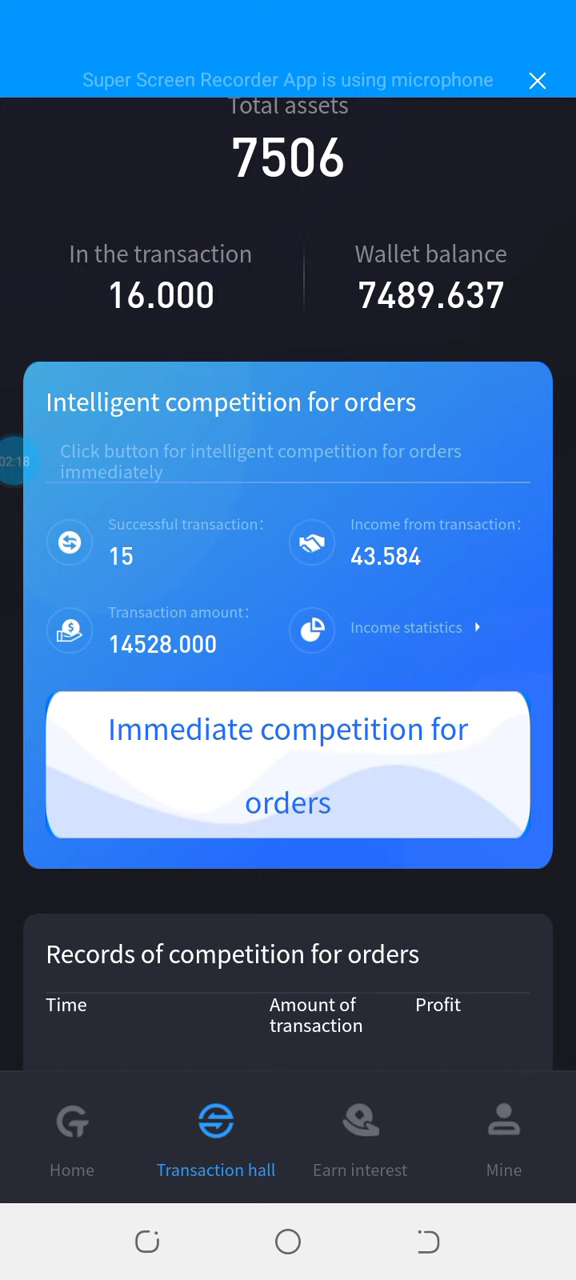 Super Screen Recorder App is using microphone
Total assets
7506
In the transaction
Wallet balance
16.000
7489.637
Intelligent competition for orders
Click button for intelligent competition for orders
immediately
02:18
Successful transaction:
Income from transaction:
15
43.584
Transaction amount:
Income statistics
14528.000
Immediate competition for
orders
Records of competition for orders
Time
Amount of
transaction
Profit
Home
Transaction hall
Earn interest
Mine